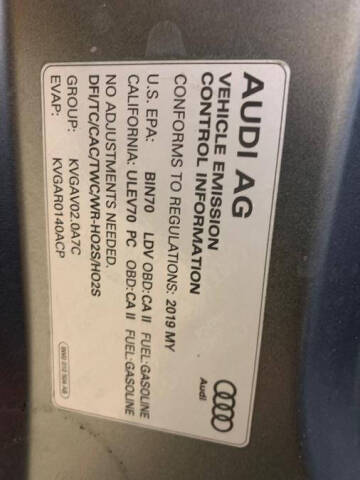 AUDI AG
VEHICLE EMISSION
CONTROL INFORMATION
CONFORMS TO REGULATIONS: 2019 MY
U.S. EPA: BIN70 LDV OBD:CA II FUEL:GASOLINE
CALIFORNIA: ULEV70 PC OBD:CA II FUEL:GASOLINE
NO ADJUSTMENTS NEEDED.
DFI/TC/CAC/TWC/WR-HO2S/HO2S
GROUP: KVGAV02.0A7C
EVAP: KVGAR0140ACP
Audi